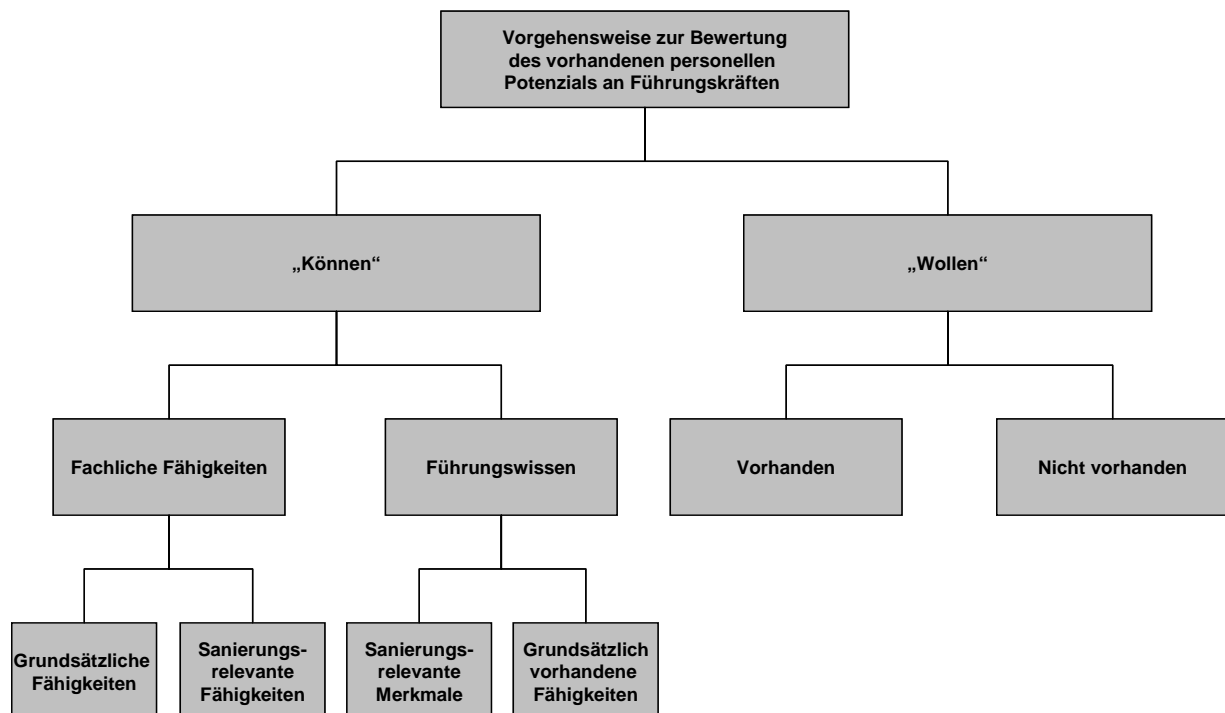 Vorgehensweise zur Bewertung
des vorhandenen personellen
Potenzials an Führungskräften
„Können“
„Wollen“
Fachliche Fähigkeiten
Führungswissen
Vorhanden
Nicht vorhanden
Grundsätzliche
Fähigkeiten
Sanierungs-
relevante
Fähigkeiten
Sanierungs-
relevante
Merkmale
Grundsätzlich
vorhandene
Fähigkeiten